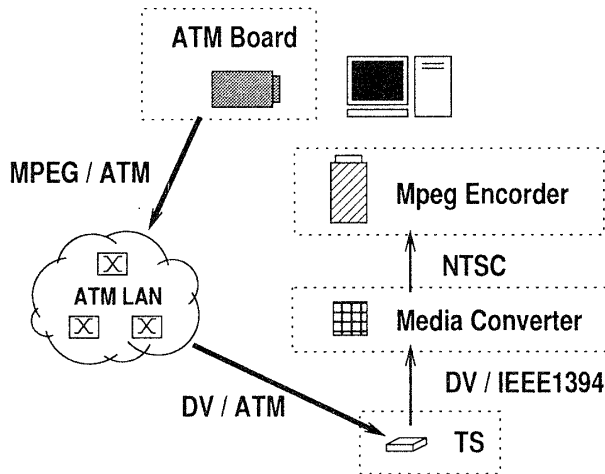 ATM Board
MPEG / ATM
Mpeg Encorder
NTSC
ATM LAN
Media Converter
DV / ATM
DV / IEEE1394
TS